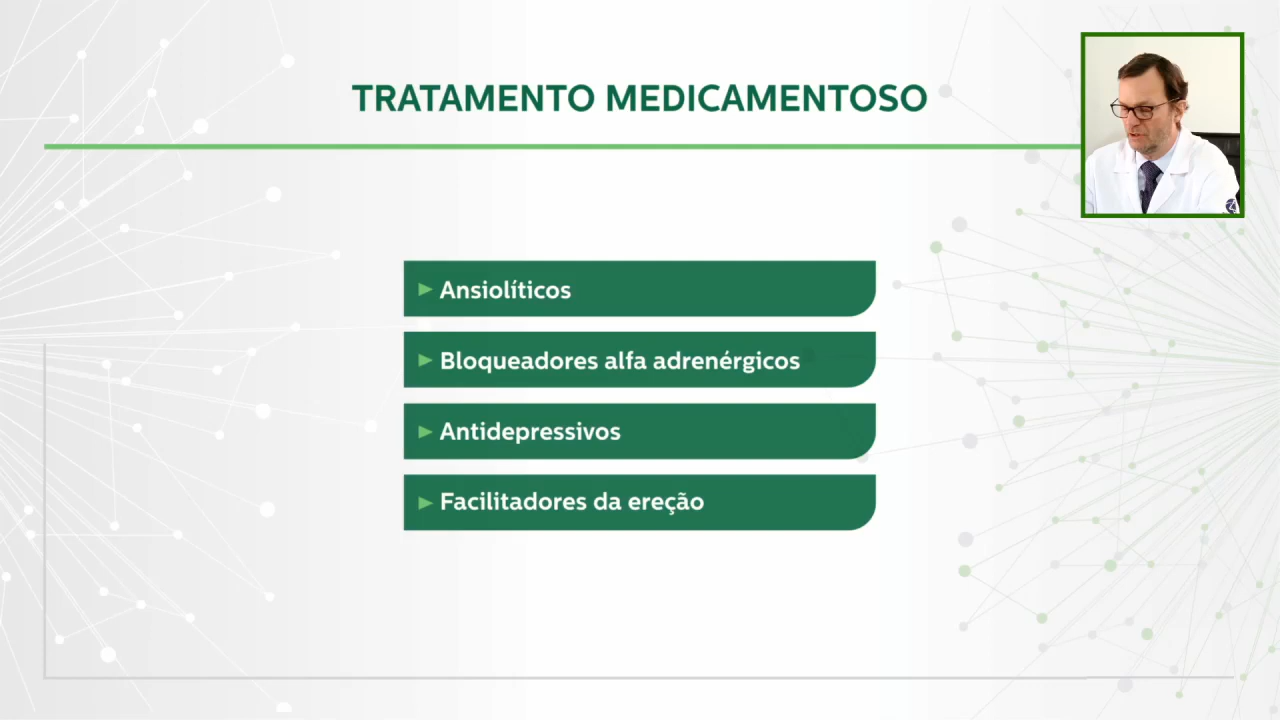 TRATAMENTO MEDICAMENTOSO
Ansiolíticos
Bloqueadores alfa adrenérgicos
Antidepressivos
Facilitadores da ereção